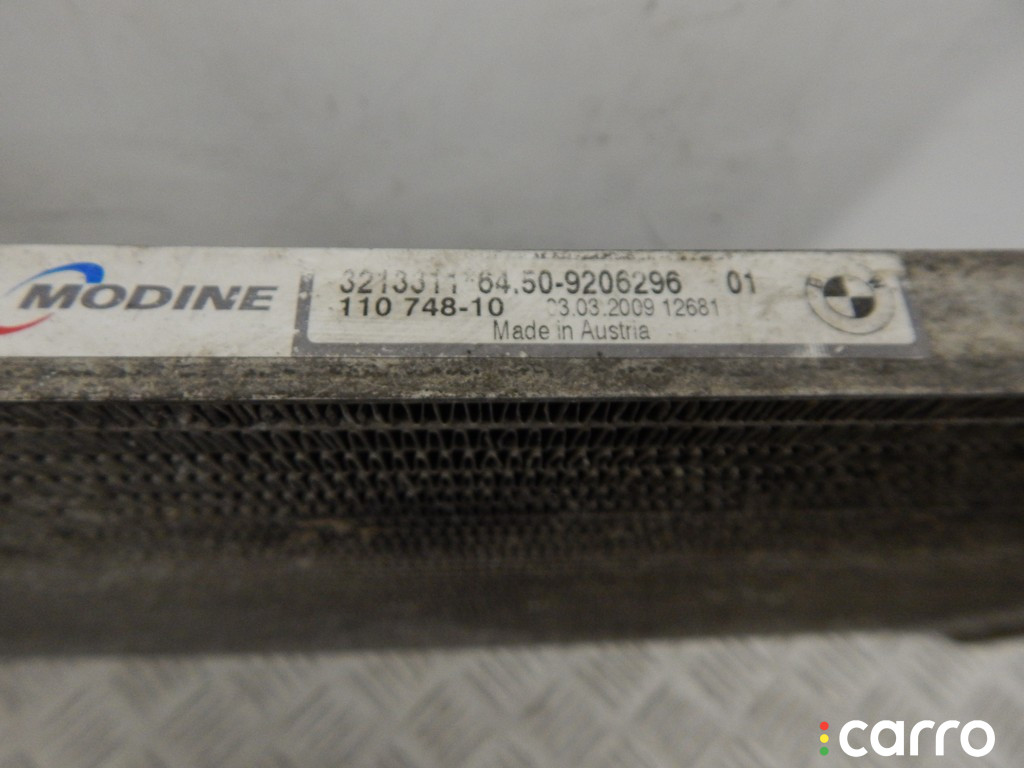 MODINE
3213311*64.50-9206296 01
110 748-10 03.03.2009 12681
Made in Austria
carro